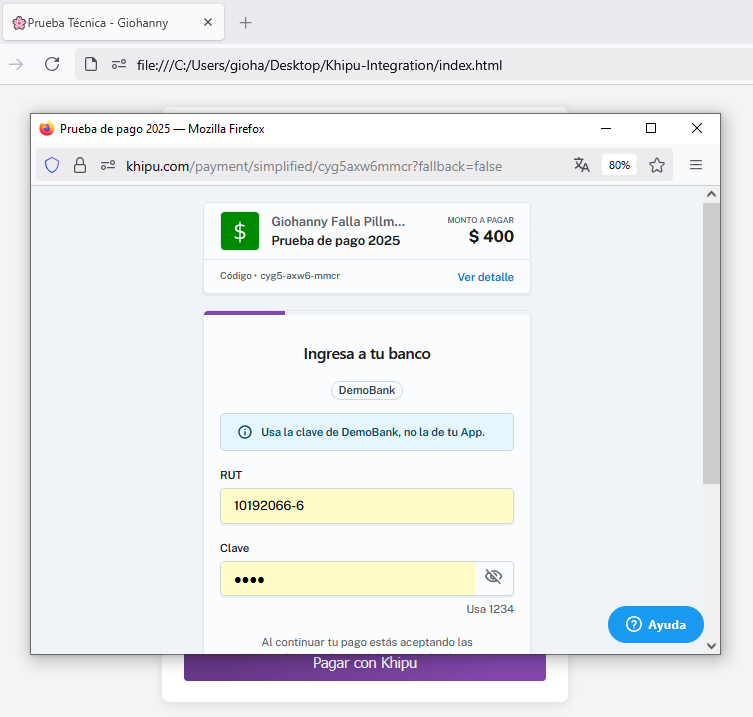 Prueba Técnica - Giohanny
file:///C:/Users/gioha/Desktop/Khipu-Integration/index.html
Prueba de pago 2025 — Mozilla Firefox
khipu.com/payment/simplified/cyg5axw6mmcr?fallback=false
80%
$
Giohanny Falla Pillm...
Prueba de pago 2025
MONTO A PAGAR
$ 400
Código • cyg5-axw6-mmcr
Ver detalle
Ingresa a tu banco
DemoBank
Usa la clave de DemoBank, no la de tu App.
RUT
10192066-6
Clave
••••
Usa 1234
Al continuar tu pago estás aceptando las
Ayuda
Pagar con Khipu